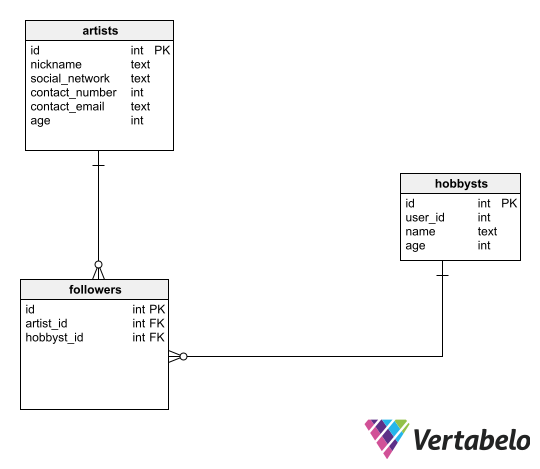 artists
id int PK
nickname text
social_network text
contact_number int
contact_email text
age int
hobbysts
id int PK
user_id int
name text
age int
followers
id int PK
artist_id int FK
hobbyst_id int FK
Vertabelo